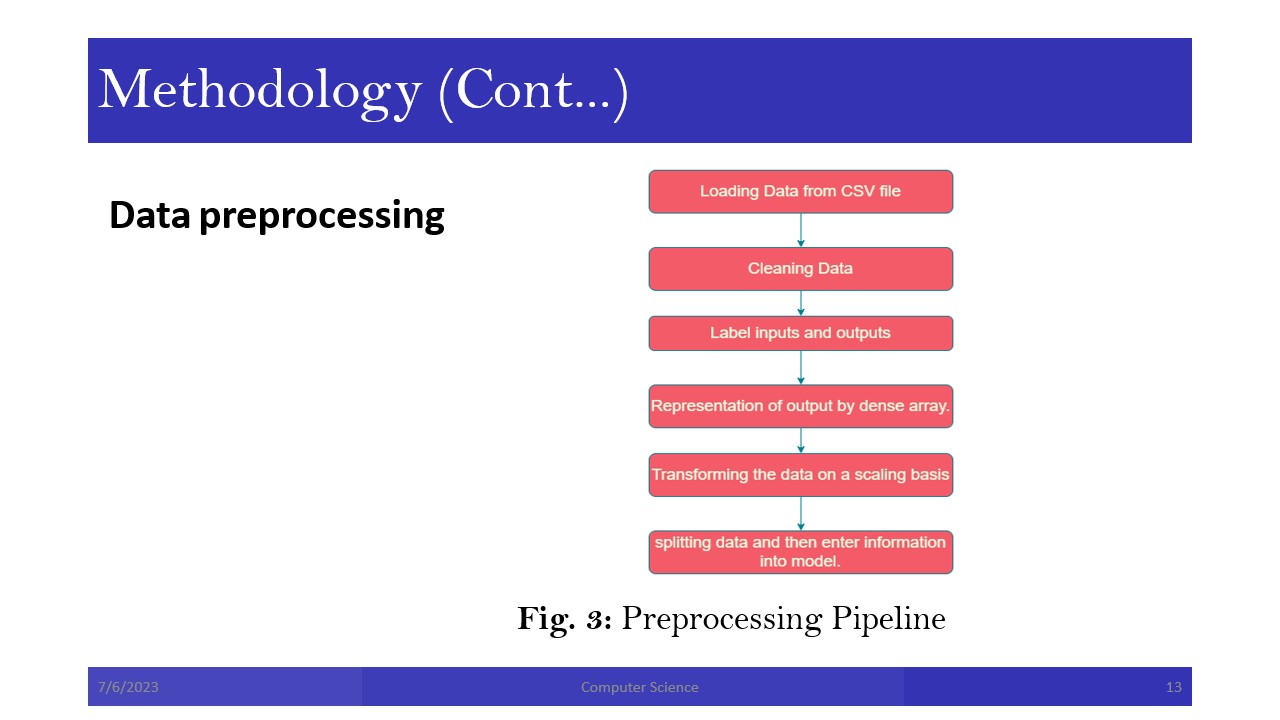 Methodology (Cont...)
Data preprocessing
Loading Data from CSV file
Cleaning Data
Label inputs and outputs
Representation of output by dense array.
Transforming the data on a scaling basis
splitting data and then enter information
into model.
Fig. 3: Preprocessing Pipeline
7/6/2023
Computer Science
13